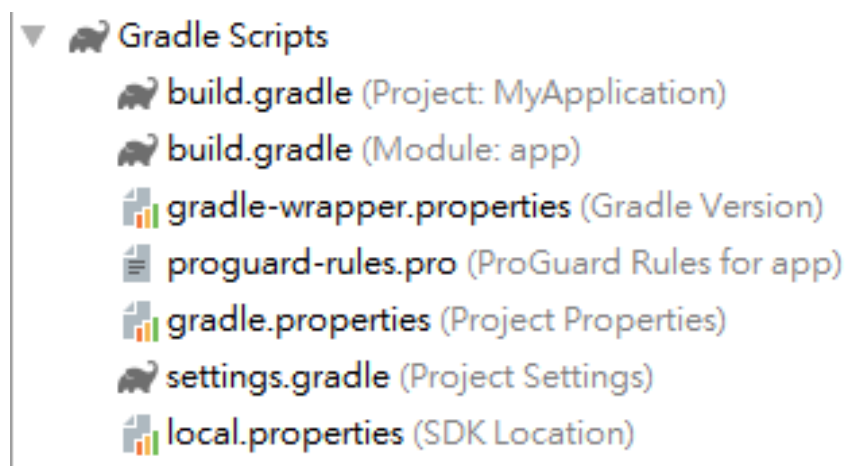 Gradle Scripts
build.gradle (Project: MyApplication)
build.gradle (Module: app)
gradle-wrapper.properties (Gradle Version)
proguard-rules.pro (ProGuard Rules for app)
gradle.properties (Project Properties)
settings.gradle (Project Settings)
local.properties (SDK Location)